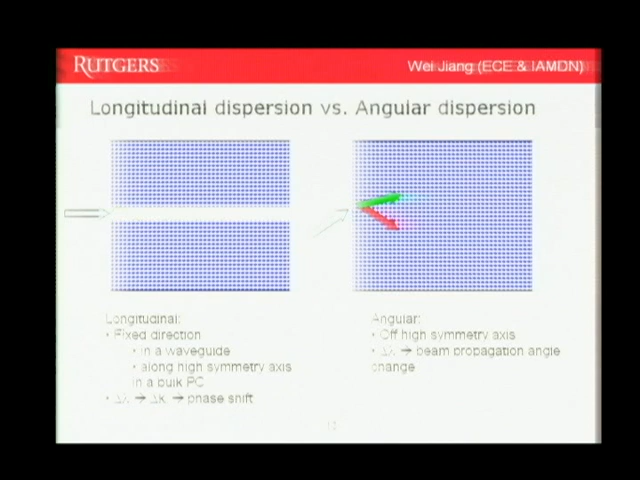 RUTGERS
Wei Jiang (ECE & IAMDN)
Longitudinal dispersion vs. Angular dispersion
Longitudinal:
• Fixed direction
• in a waveguide
• along high symmetry axis
in a bulk PC
• Δλ → Δk → phase shift
Angular:
• Off high symmetry axis
• Δλ → beam propagation angle
change